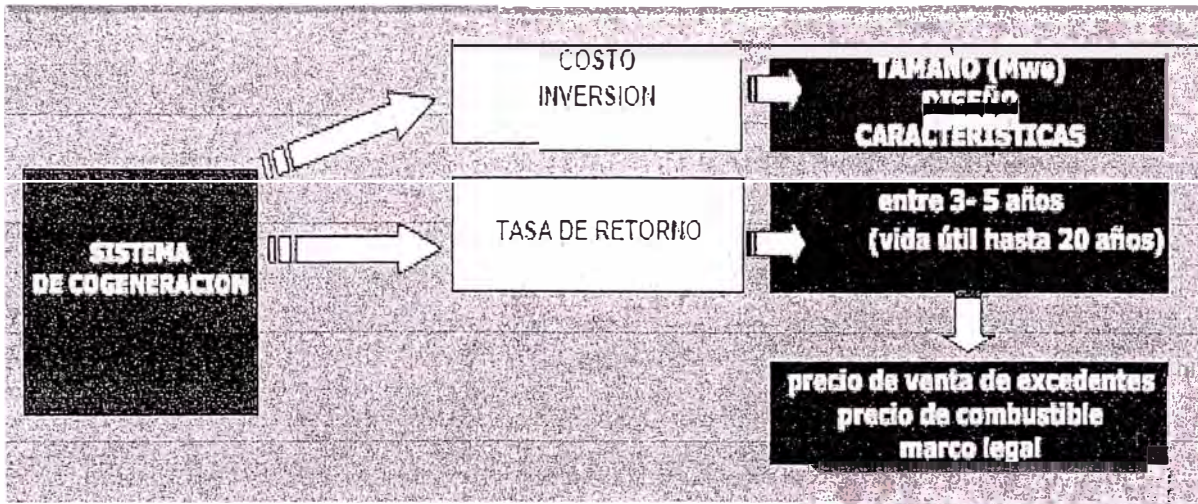 COSTO
INVERSION
TAMAÑO (Mwe)
DISEÑO
CARACTERISTICAS
SISTEMA
DE COGENERACION
TASA DE RETORNO
entre 3- 5 años
(vida útil hasta 20 años)
precio de venta de excedentes
precio de combustible
marco legal